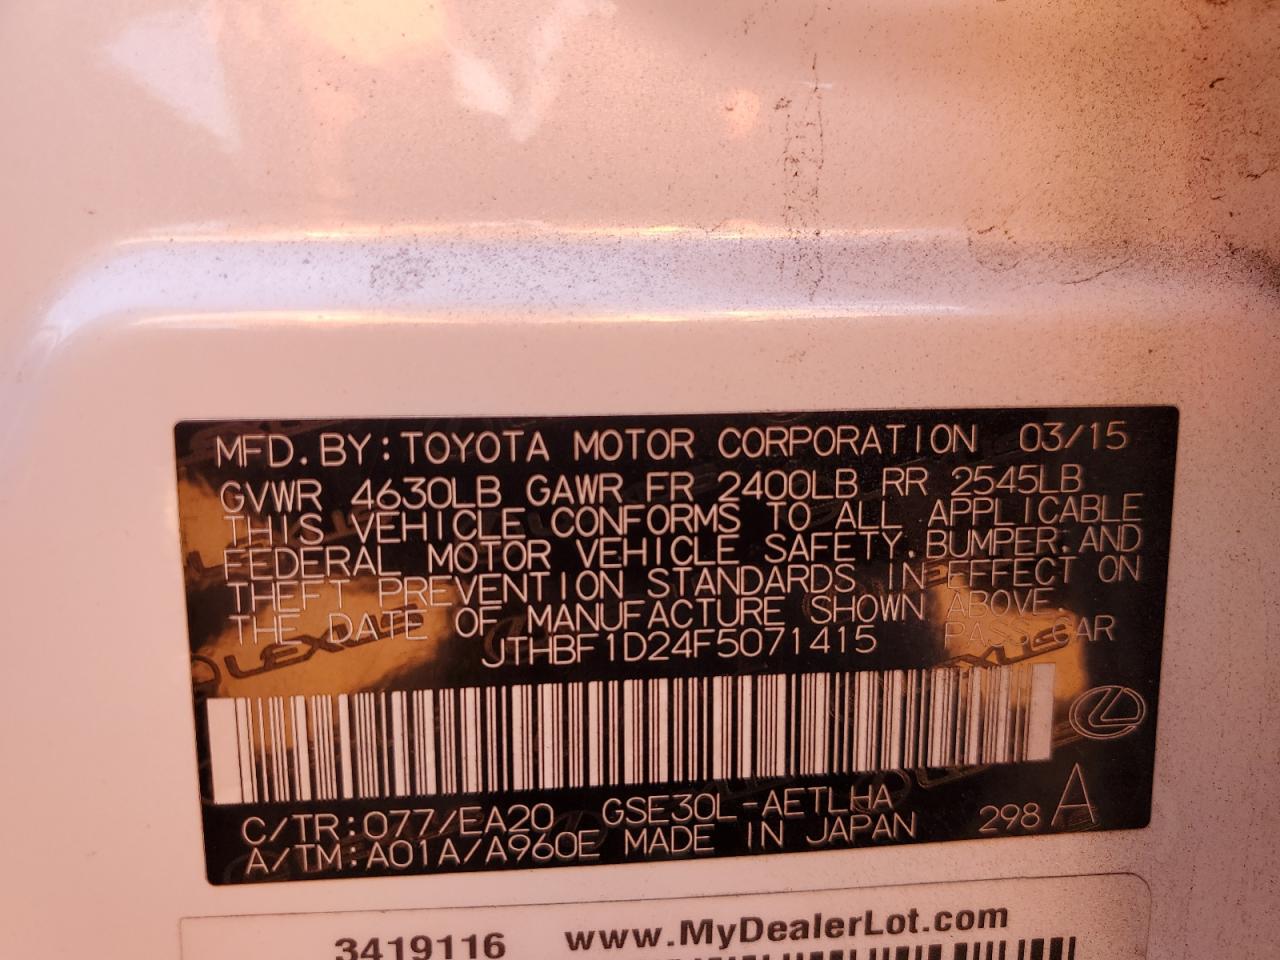 MFD. BY: TOYOTA MOTOR CORPORATION 03/15
GVWR 4630LB GAWR FR 2400LB RR 2545LB
THIS VEHICLE CONFORMS TO ALL APPLICABLE
FEDERAL MOTOR VEHICLE SAFETY, BUMPER, AND
THEFT PREVENTION STANDARDS IN EFFECT ON
THE DATE OF MANUFACTURE SHOWN ABOVE.
JTHBF1D24F5071415 PASS. CAR
LEXUS LEXUS
C/TR: 077/EA20 GSE30L-AETLHA
A/TM: A01A/A960E MADE IN JAPAN 298 A
3419116 www.MyDealerLot.com